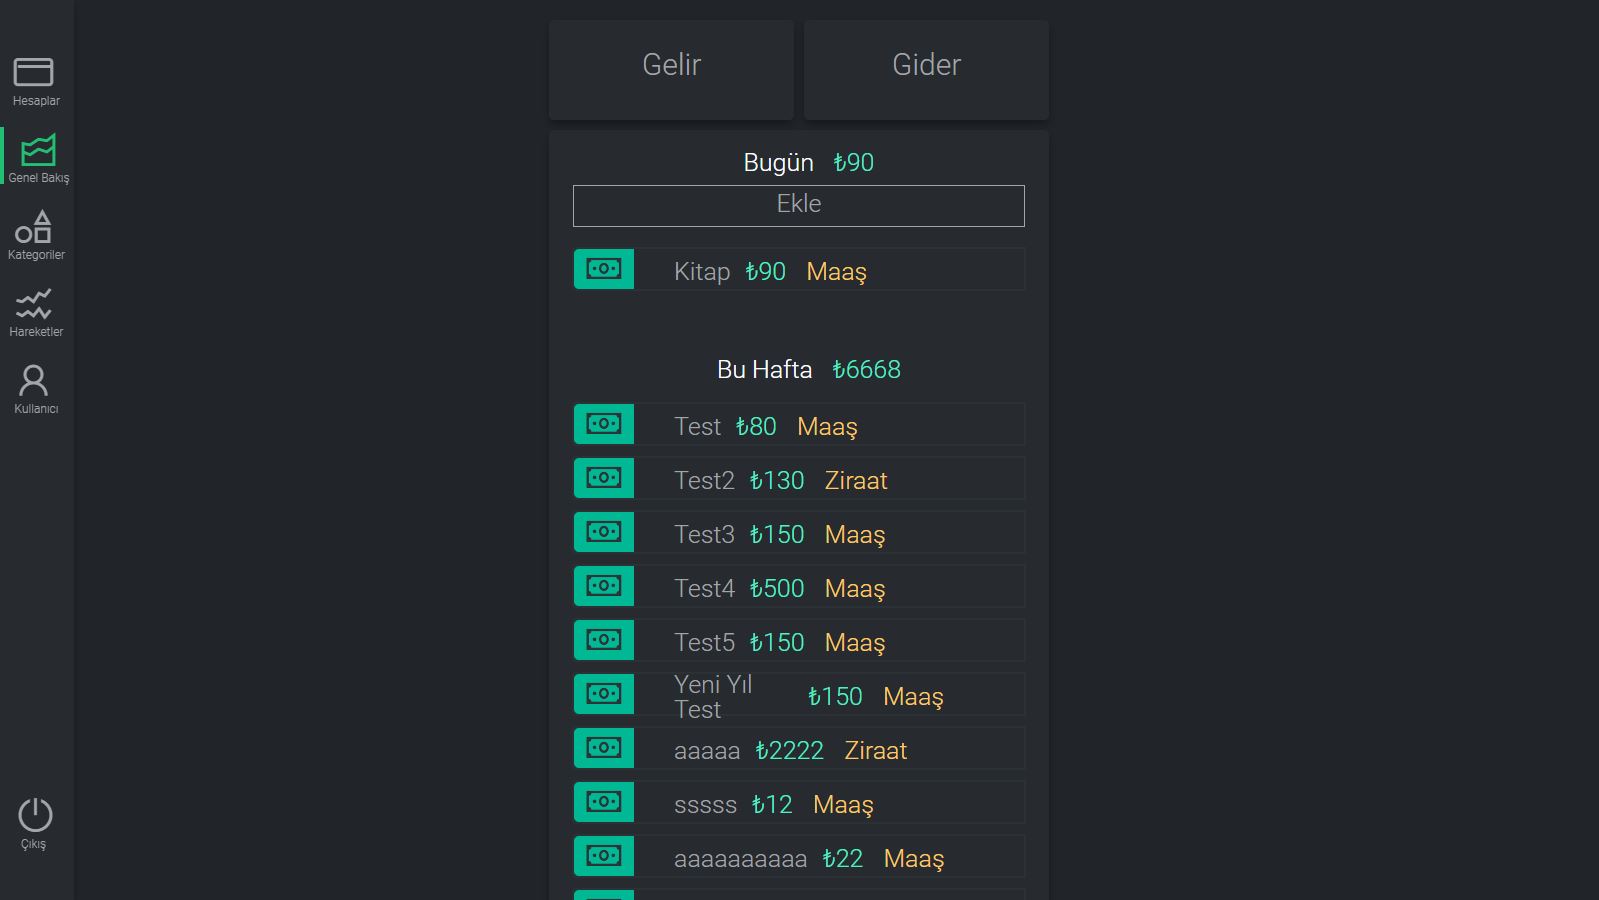 Hesaplar
Genel Bakış
Kategoriler
Hareketler
Kullanıcı
Çıkış
Gelir
Gider
Bugün ₺90
Ekle
Kitap ₺90 Maaş
Bu Hafta ₺6668
Test ₺80 Maaş
Test2 ₺130 Ziraat
Test3 ₺150 Maaş
Test4 ₺500 Maaş
Test5 ₺150 Maaş
Yeni Yıl
Test ₺150 Maaş
aaaaa ₺2222 Ziraat
sssss ₺12 Maaş
aaaaaaaaaa ₺22 Maaş